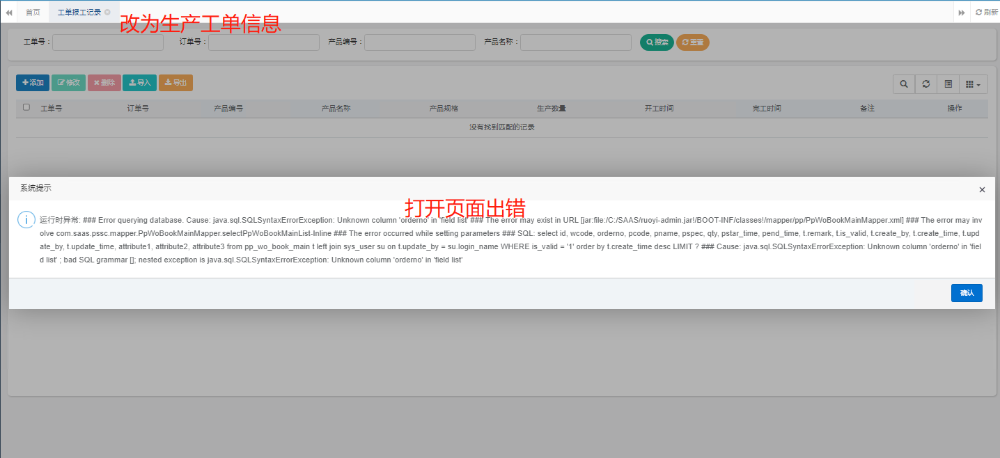 首页
工单报工记录
刷新
改为生产工单信息
工单号：
订单号：
产品编号：
产品名称：
搜索
重置
添加
修改
删除
导入
导出
工单号 订单号 产品编号 产品名称 产品规格 生产数量 开工时间 完工时间 备注 操作
没有找到匹配的记录
系统提示
×
打开页面出错
运行时异常: ### Error querying database. Cause: java.sql.SQLSyntaxErrorException: Unknown column 'orderno' in 'field list' ### The error may exist in URL [jar:file:/C:/SAAS/ruoyi-admin.jar!/BOOT-INF/classes!/mapper/pp/PpWoBookMainMapper.xml] ### The error may inv
olve com.saas.pssc.mapper.PpWoBookMainMapper.selectPpWoBookMainList-Inline ### The error occurred while setting parameters ### SQL: select id, wcode, orderno, pcode, pname, pspec, qty, pstar_time, pend_time, t.remark, t.is_valid, t.create_by, t.create_time, t.upd
ate_by, t.update_time, attribute1, attribute2, attribute3 from pp_wo_book_main t left join sys_user su on t.update_by = su.login_name WHERE is_valid = '1' order by t.create_time desc LIMIT ? ### Cause: java.sql.SQLSyntaxErrorException: Unknown column 'orderno' in 'fiel
d list' ; bad SQL grammar []; nested exception is java.sql.SQLSyntaxErrorException: Unknown column 'orderno' in 'field list'
确认